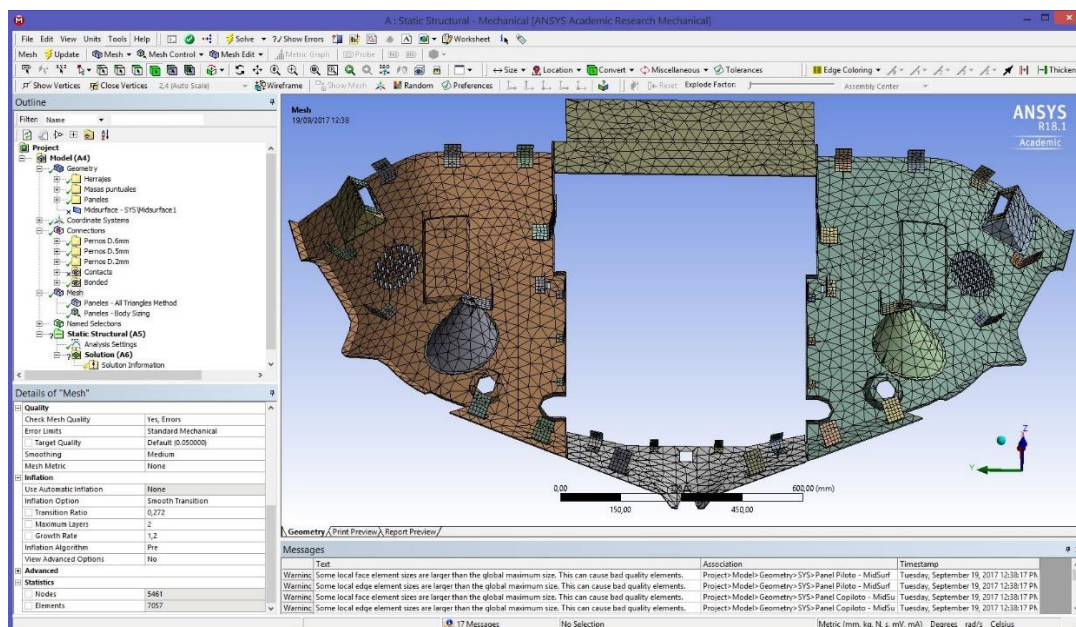 A : Static Structural - Mechanical [ANSYS Academic Research Mechanical]
File Edit View Units Tools Help Solve ?/ Show Errors Worksheet
Mesh Update Mesh Mesh Control Mesh Edit Metric Graph Probe
Size Location Convert Miscellaneous Tolerances Edge Coloring Thicken
Show Vertices Close Vertices 2,4 (Auto Scale) Wireframe Show Mesh Random Preferences Reset Explode Factor: Assembly Center
Outline
Filter: Name
Project
Model (A4)
Geometry
Herrajes
Masas puntuales
Paneles
Midsurface - SYS\Midsurface1
Coordinate Systems
Connections
Pernos D.6mm
Pernos D.5mm
Pernos D.2mm
Contacts
Bonded
Mesh
Paneles - All Triangles Method
Paneles - Body Sizing
Named Selections
Static Structural (A5)
Analysis Settings
Solution (A6)
Solution Information
Details of "Mesh"
Quality
Check Mesh Quality Yes, Errors
Error Limits Standard Mechanical
Target Quality Default (0.050000)
Smoothing Medium
Mesh Metric None
Inflation
Use Automatic Inflation None
Inflation Option Smooth Transition
Transition Ratio 0,272
Maximum Layers 2
Growth Rate 1,2
Inflation Algorithm Pre
View Advanced Options No
Advanced
Statistics
Nodes 5461
Elements 7057
Mesh
19/09/2017 12:38
ANSYS
R18.1
Academic
Z
Y
0,00 600,00 (mm)
150,00 450,00
Geometry Print Preview Report Preview
Messages
Text Association Timestamp
Warning Some local face element sizes are larger than the global maximum size. This can cause bad quality elements. Project>Model>Geometry>SYS>Panel Piloto - MidSurf Tuesday, September 19, 2017 12:38:17 PM
Warning Some local edge element sizes are larger than the global maximum size. This can cause bad quality elements. Project>Model>Geometry>SYS>Panel Piloto - MidSurf Tuesday, September 19, 2017 12:38:17 PM
Warning Some local face element sizes are larger than the global maximum size. This can cause bad quality elements. Project>Model>Geometry>SYS>Panel Copiloto - MidSu Tuesday, September 19, 2017 12:38:17 PM
Warning Some local edge element sizes are larger than the global maximum size. This can cause bad quality elements. Project>Model>Geometry>SYS>Panel Copiloto - MidSu Tuesday, September 19, 2017 12:38:17 PM
17 Messages No Selection Metric (mm, kg, N, s, mV, mA) Degrees rad/s Celsius